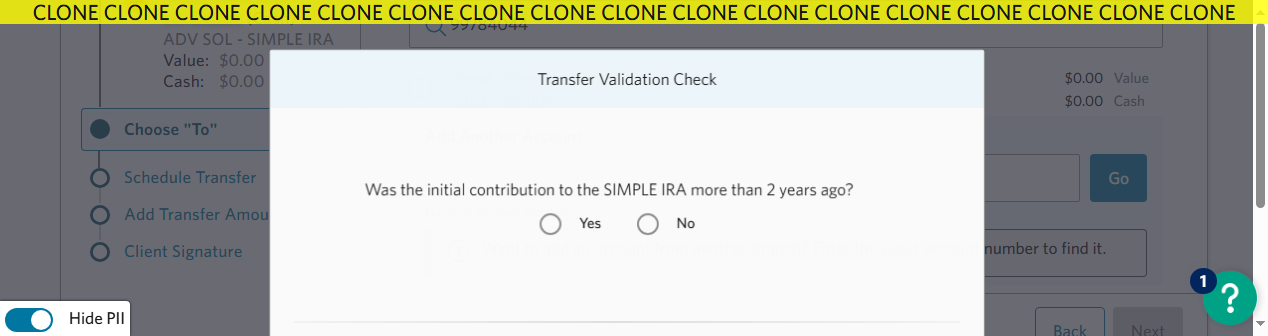 CLONE CLONE CLONE CLONE CLONE CLONE CLONE CLONE CLONE CLONE CLONE CLONE CLONE CLONE CLONE CLONE CLONE
99784044
ADV SOL - SIMPLE IRA
Value: $0.00
Cash: $0.00
Transfer Validation Check
$0.00 Value
$0.00 Cash
Choose "To"
Schedule Transfer
Go
Was the initial contribution to the SIMPLE IRA more than 2 years ago?
Yes No
Add Transfer Amou
Client Signature
number to find it.
1
?
Hide PII
Back Next